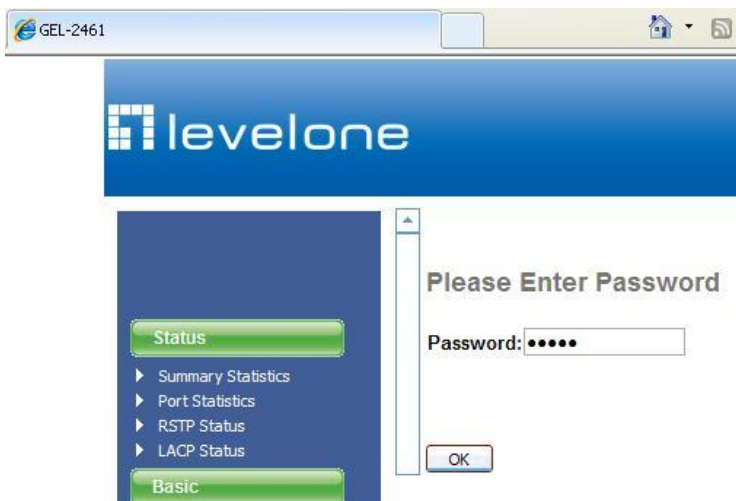 GEL-2461
levelone
Status
Summary Statistics
Port Statistics
RSTP Status
LACP Status
Basic
Please Enter Password
Password: •••••
OK